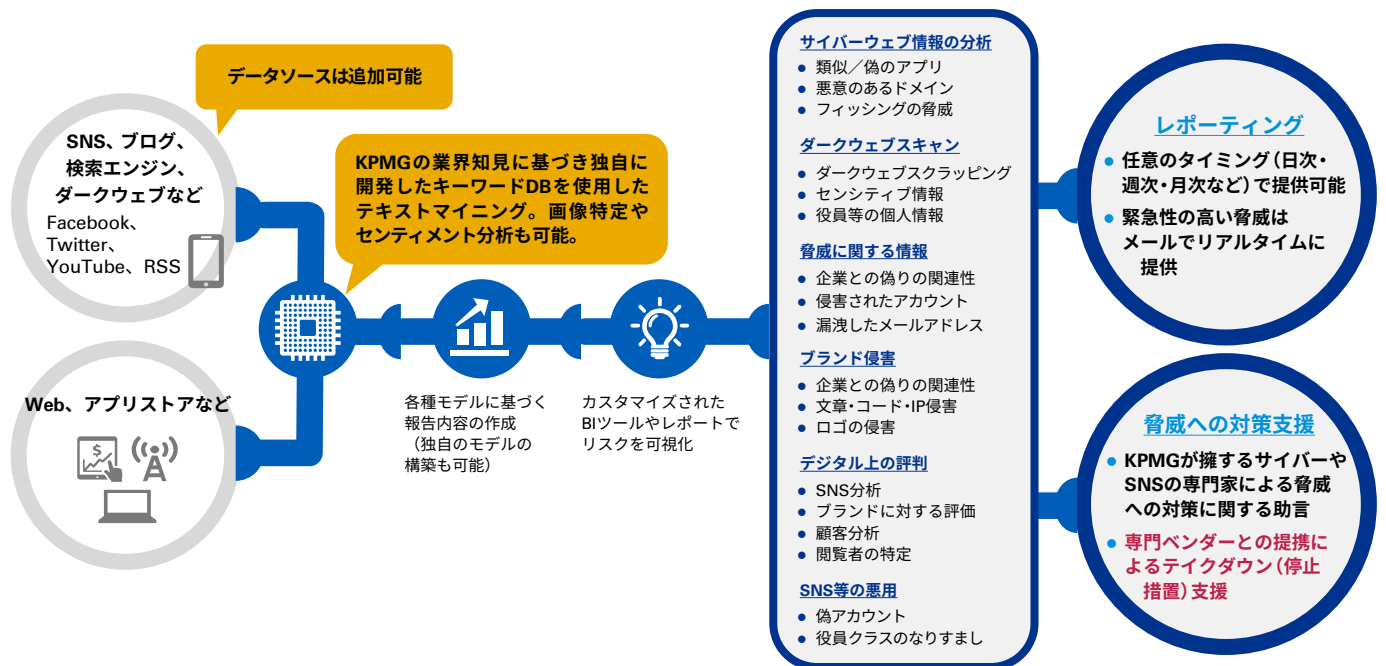 データソースは追加可能
SNS、ブログ、
検索エンジン、
ダークウェブなど
Facebook、
Twitter、
YouTube、RSS
KPMGの業界知見に基づき独自に
開発したキーワードDBを使用した
テキストマイニング。画像特定や
センティメント分析も可能。
Web、アプリストアなど
$
各種モデルに基づく
報告内容の作成
（独自のモデルの
構築も可能）
カスタマイズされた
BIツールやレポートで
リスクを可視化
サイバーウェブ情報の分析
● 類似／偽のアプリ
● 悪意のあるドメイン
● フィッシングの脅威
ダークウェブスキャン
● ダークウェブスクラッピング
● センシティブ情報
● 役員等の個人情報
脅威に関する情報
● 企業との偽りの関連性
● 侵害されたアカウント
● 漏洩したメールアドレス
ブランド侵害
● 企業との偽りの関連性
● 文章・コード・IP侵害
● ロゴの侵害
デジタル上の評判
● SNS分析
● ブランドに対する評価
● 顧客分析
● 閲覧者の特定
SNS等の悪用
● 偽アカウント
● 役員クラスのなりすまし
レポーティング
● 任意のタイミング（日次・
週次・月次など）で提供可能
● 緊急性の高い脅威は
メールでリアルタイムに
提供
脅威への対策支援
● KPMGが擁するサイバーや
SNSの専門家による脅威
への対策に関する助言
● 専門ベンダーとの提携に
よるテイクダウン（停止
措置）支援